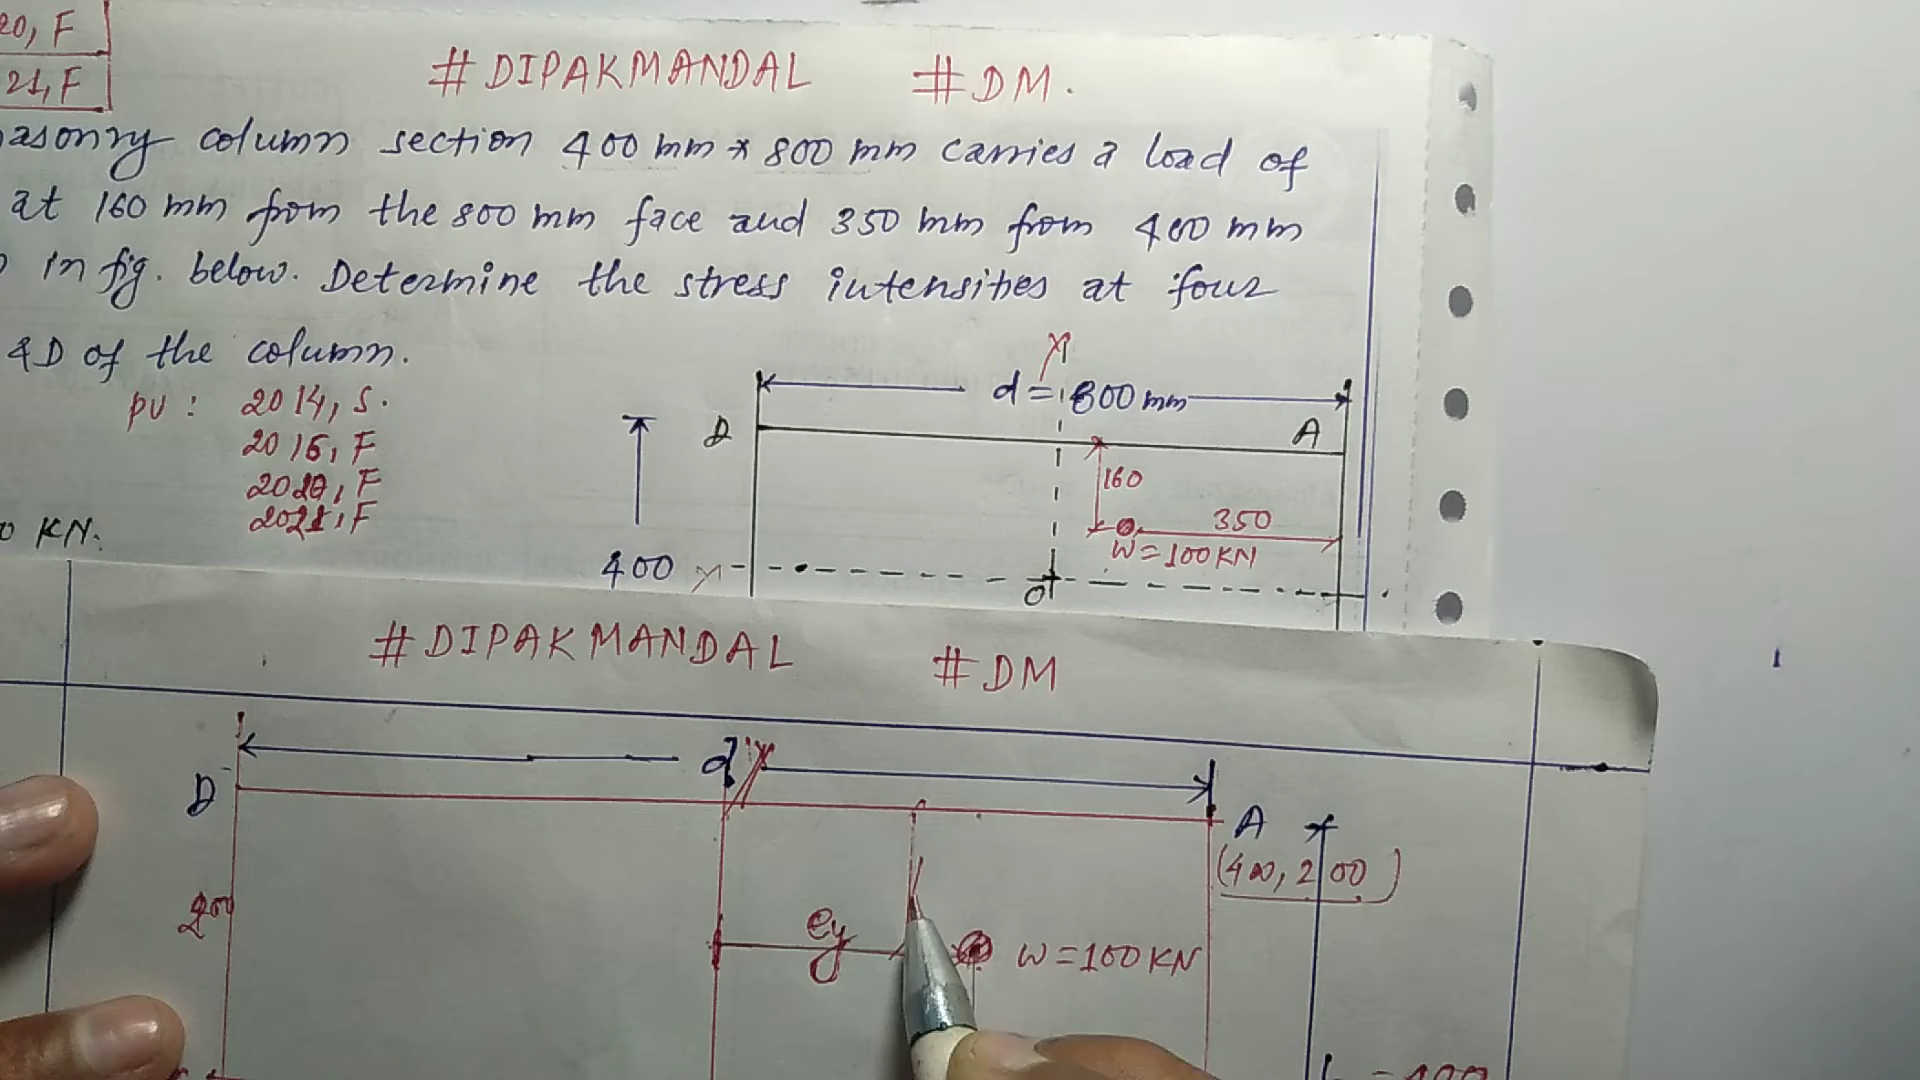 20, F
21, F
#DIPAKMANDAL #DM.
asonry column section 400 mm * 800 mm carries a load of
at 160 mm from the 800 mm face and 350 mm from 400 mm
in fig. below. Determine the stress intensities at four
& D of the column.
PU : 2014, S.
2016, F
2020, F
2021, F
0 KN.
Y
d = 800 mm
D A
160
350
W = 100 KN
400
O
#DIPAKMANDAL #DM
d
D
A
(400, 200)
200
ey
W = 100 KN